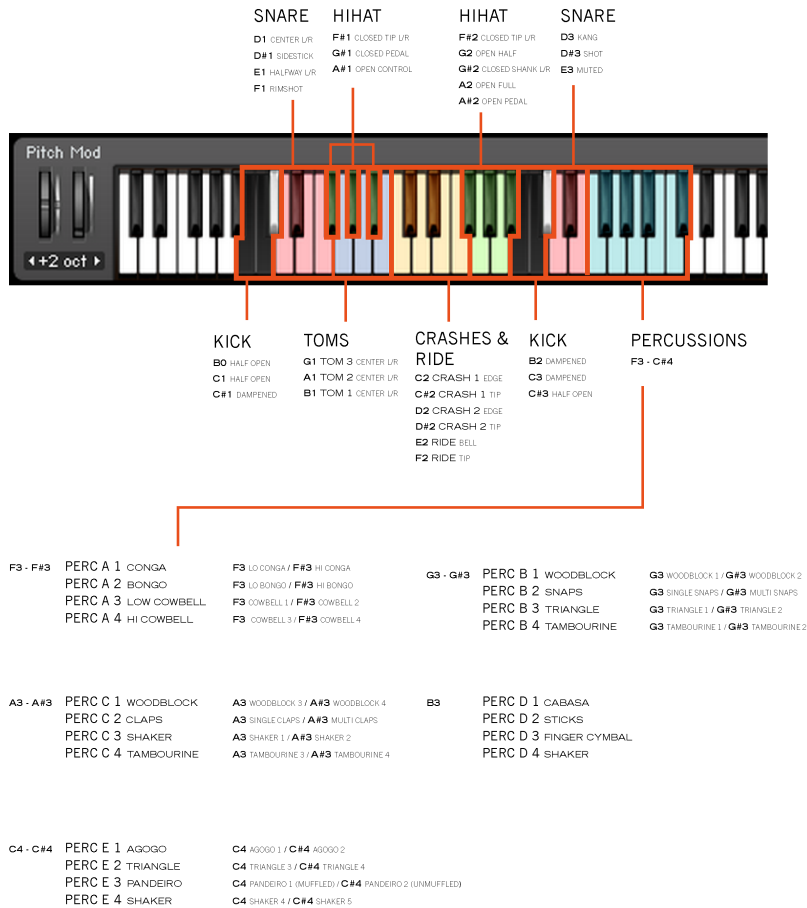 SNARE
D1 CENTER L/R
D#1 SIDESTICK
E1 HALFWAY L/R
F1 RIMSHOT
HIHAT
F#1 CLOSED TIP L/R
G#1 CLOSED PEDAL
A#1 OPEN CONTROL
HIHAT
F#2 CLOSED TIP L/R
G2 OPEN HALF
G#2 CLOSED SHANK L/R
A2 OPEN FULL
A#2 OPEN PEDAL
SNARE
D3 KANG
D#3 SHOT
E3 MUTED
Pitch Mod
+2 oct
KICK
B0 HALF OPEN
C1 HALF OPEN
C#1 DAMPENED
TOMS
G1 TOM 3 CENTER L/R
A1 TOM 2 CENTER L/R
B1 TOM 1 CENTER L/R
CRASHES &
RIDE
C2 CRASH 1 EDGE
C#2 CRASH 1 TIP
D2 CRASH 2 EDGE
D#2 CRASH 2 TIP
E2 RIDE BELL
F2 RIDE TIP
KICK
B2 DAMPENED
C3 DAMPENED
C#3 HALF OPEN
PERCUSSIONS
F3 - C#4
F3 - F#3 PERC A 1 CONGA F3 LO CONGA / F#3 HI CONGA
PERC A 2 BONGO F3 LO BONGO / F#3 HI BONGO
PERC A 3 LOW COWBELL F3 COWBELL 1 / F#3 COWBELL 2
PERC A 4 HI COWBELL F3 COWBELL 3 / F#3 COWBELL 4
G3 - G#3 PERC B 1 WOODBLOCK G3 WOODBLOCK 1 / G#3 WOODBLOCK 2
PERC B 2 SNAPS G3 SINGLE SNAPS / G#3 MULTI SNAPS
PERC B 3 TRIANGLE G3 TRIANGLE 1 / G#3 TRIANGLE 2
PERC B 4 TAMBOURINE G3 TAMBOURINE 1 / G#3 TAMBOURINE 2
A3 - A#3 PERC C 1 WOODBLOCK A3 WOODBLOCK 3 / A#3 WOODBLOCK 4
PERC C 2 CLAPS A3 SINGLE CLAPS / A#3 MULTI CLAPS
PERC C 3 SHAKER A3 SHAKER 1 / A#3 SHAKER 2
PERC C 4 TAMBOURINE A3 TAMBOURINE 3 / A#3 TAMBOURINE 4
B3 PERC D 1 CABASA
PERC D 2 STICKS
PERC D 3 FINGER CYMBAL
PERC D 4 SHAKER
C4 - C#4 PERC E 1 AGOGO C4 AGOGO 1 / C#4 AGOGO 2
PERC E 2 TRIANGLE C4 TRIANGLE 3 / C#4 TRIANGLE 4
PERC E 3 PANDEIRO C4 PANDEIRO 1 (MUFFLED) / C#4 PANDEIRO 2 (UNMUFFLED)
PERC E 4 SHAKER C4 SHAKER 4 / C#4 SHAKER 5